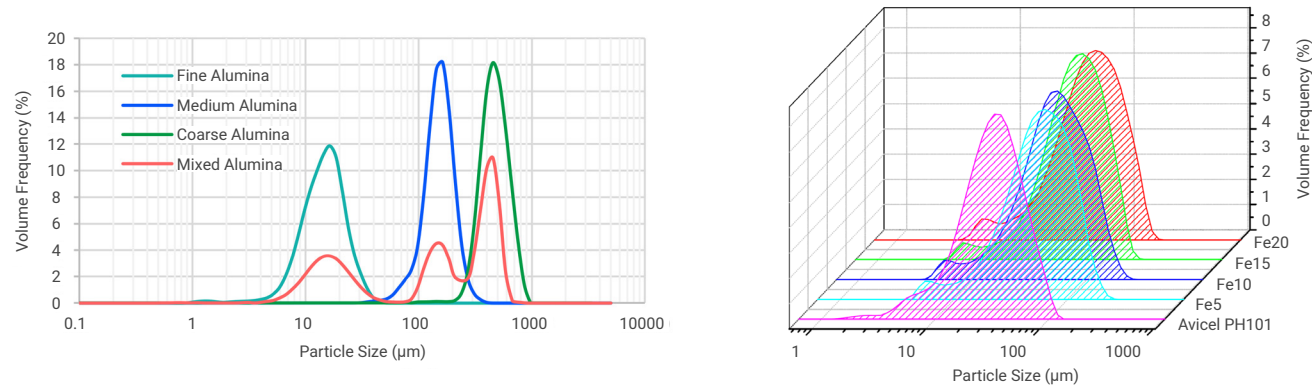 20
18
16
14
12
10
8
6
4
2
0
Volume Frequency (%)
Fine Alumina
Medium Alumina
Coarse Alumina
Mixed Alumina
0.1
1
10
100
1000
10000
Particle Size (µm)
8
7
6
5
4
3
2
1
0
Volume Frequency (%)
Fe20
Fe15
Fe10
Fe5
Avicel PH101
1
10
100
1000
Particle Size (µm)